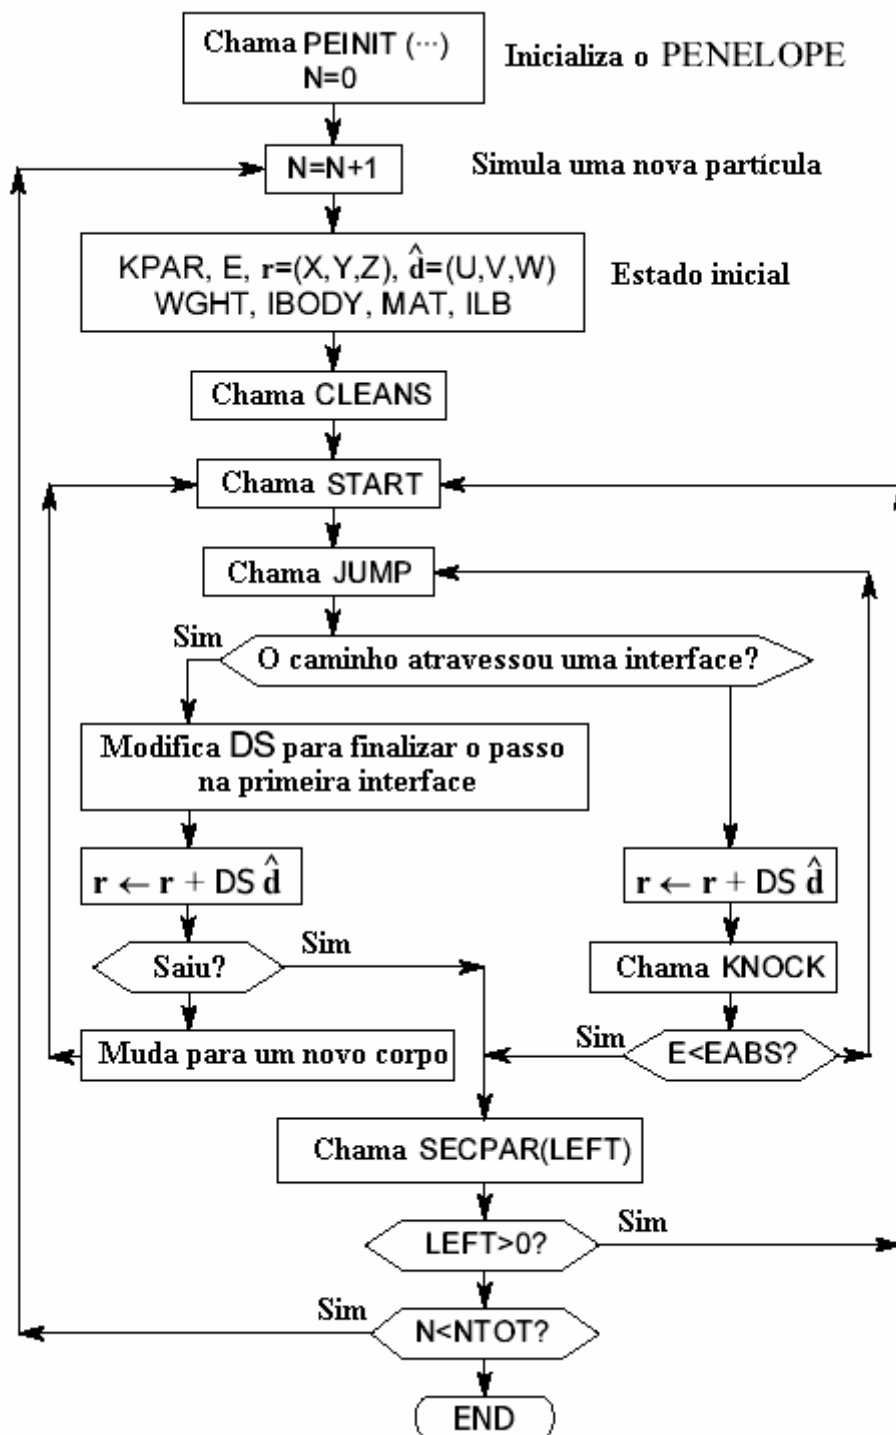 Chama PEINIT (···)
N=0
Inicializa o PENELOPE
N=N+1
Simula uma nova partícula
KPAR, E, r=(X,Y,Z), d̂=(U,V,W)
WGHT, IBODY, MAT, ILB
Estado inicial
Chama CLEANS
Chama START
Chama JUMP
Sim
O caminho atravessou uma interface?
Modifica DS para finalizar o passo
na primeira interface
r ← r + DS d̂
r ← r + DS d̂
Saiu?
Sim
Chama KNOCK
Muda para um novo corpo
Sim
E<EABS?
Chama SECPAR(LEFT)
LEFT>0?
Sim
Sim
N<NTOT?
END